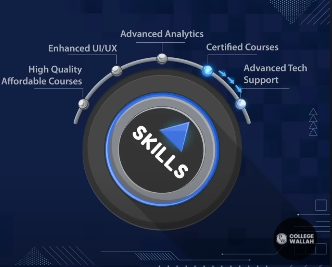 Advanced Analytics
Enhanced UI/UX
Certified Courses
High Quality
Affordable Courses
Advanced Tech
Support
SKILLS
COLLEGE
WALLAH